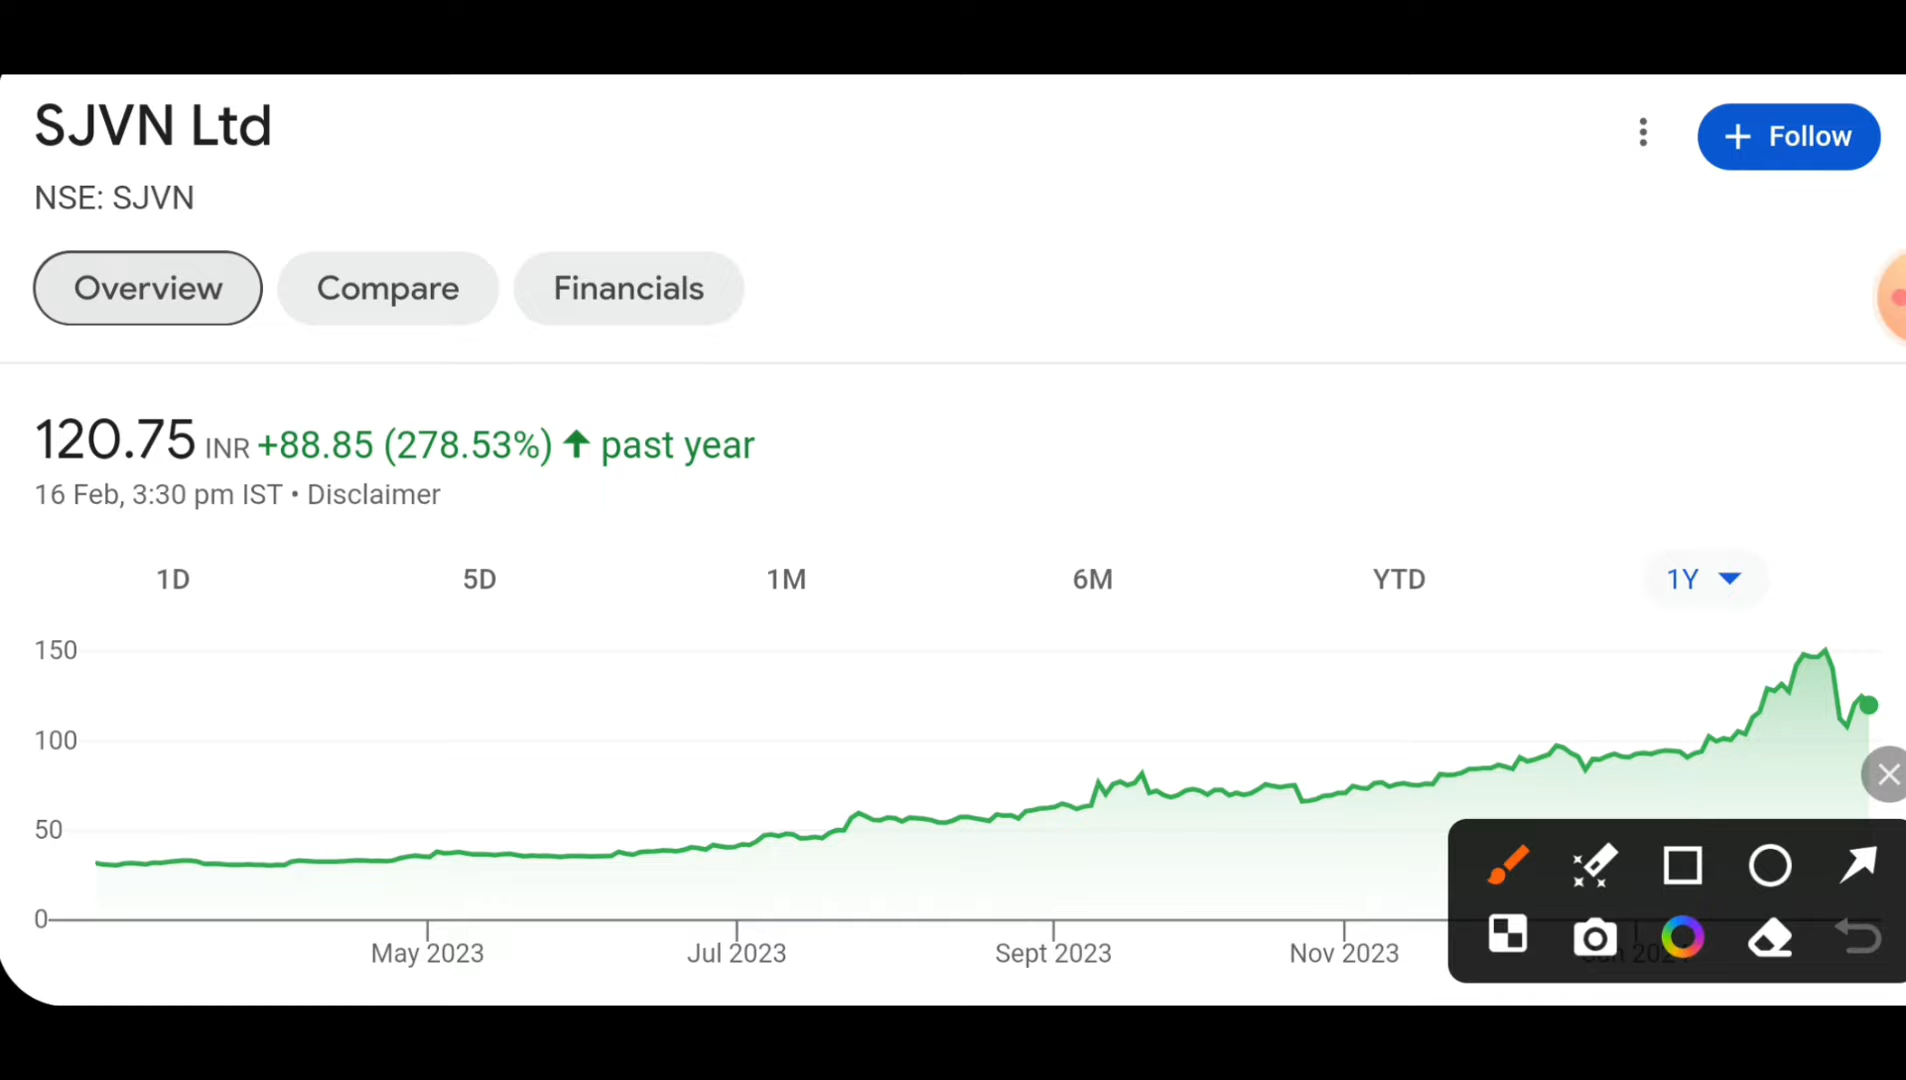 SJVN Ltd
+ Follow
NSE: SJVN
Overview Compare Financials
120.75 INR +88.85 (278.53%) ↑ past year
16 Feb, 3:30 pm IST • Disclaimer
1D 5D 1M 6M YTD 1Y
150
100
50
0
May 2023 Jul 2023 Sept 2023 Nov 2023